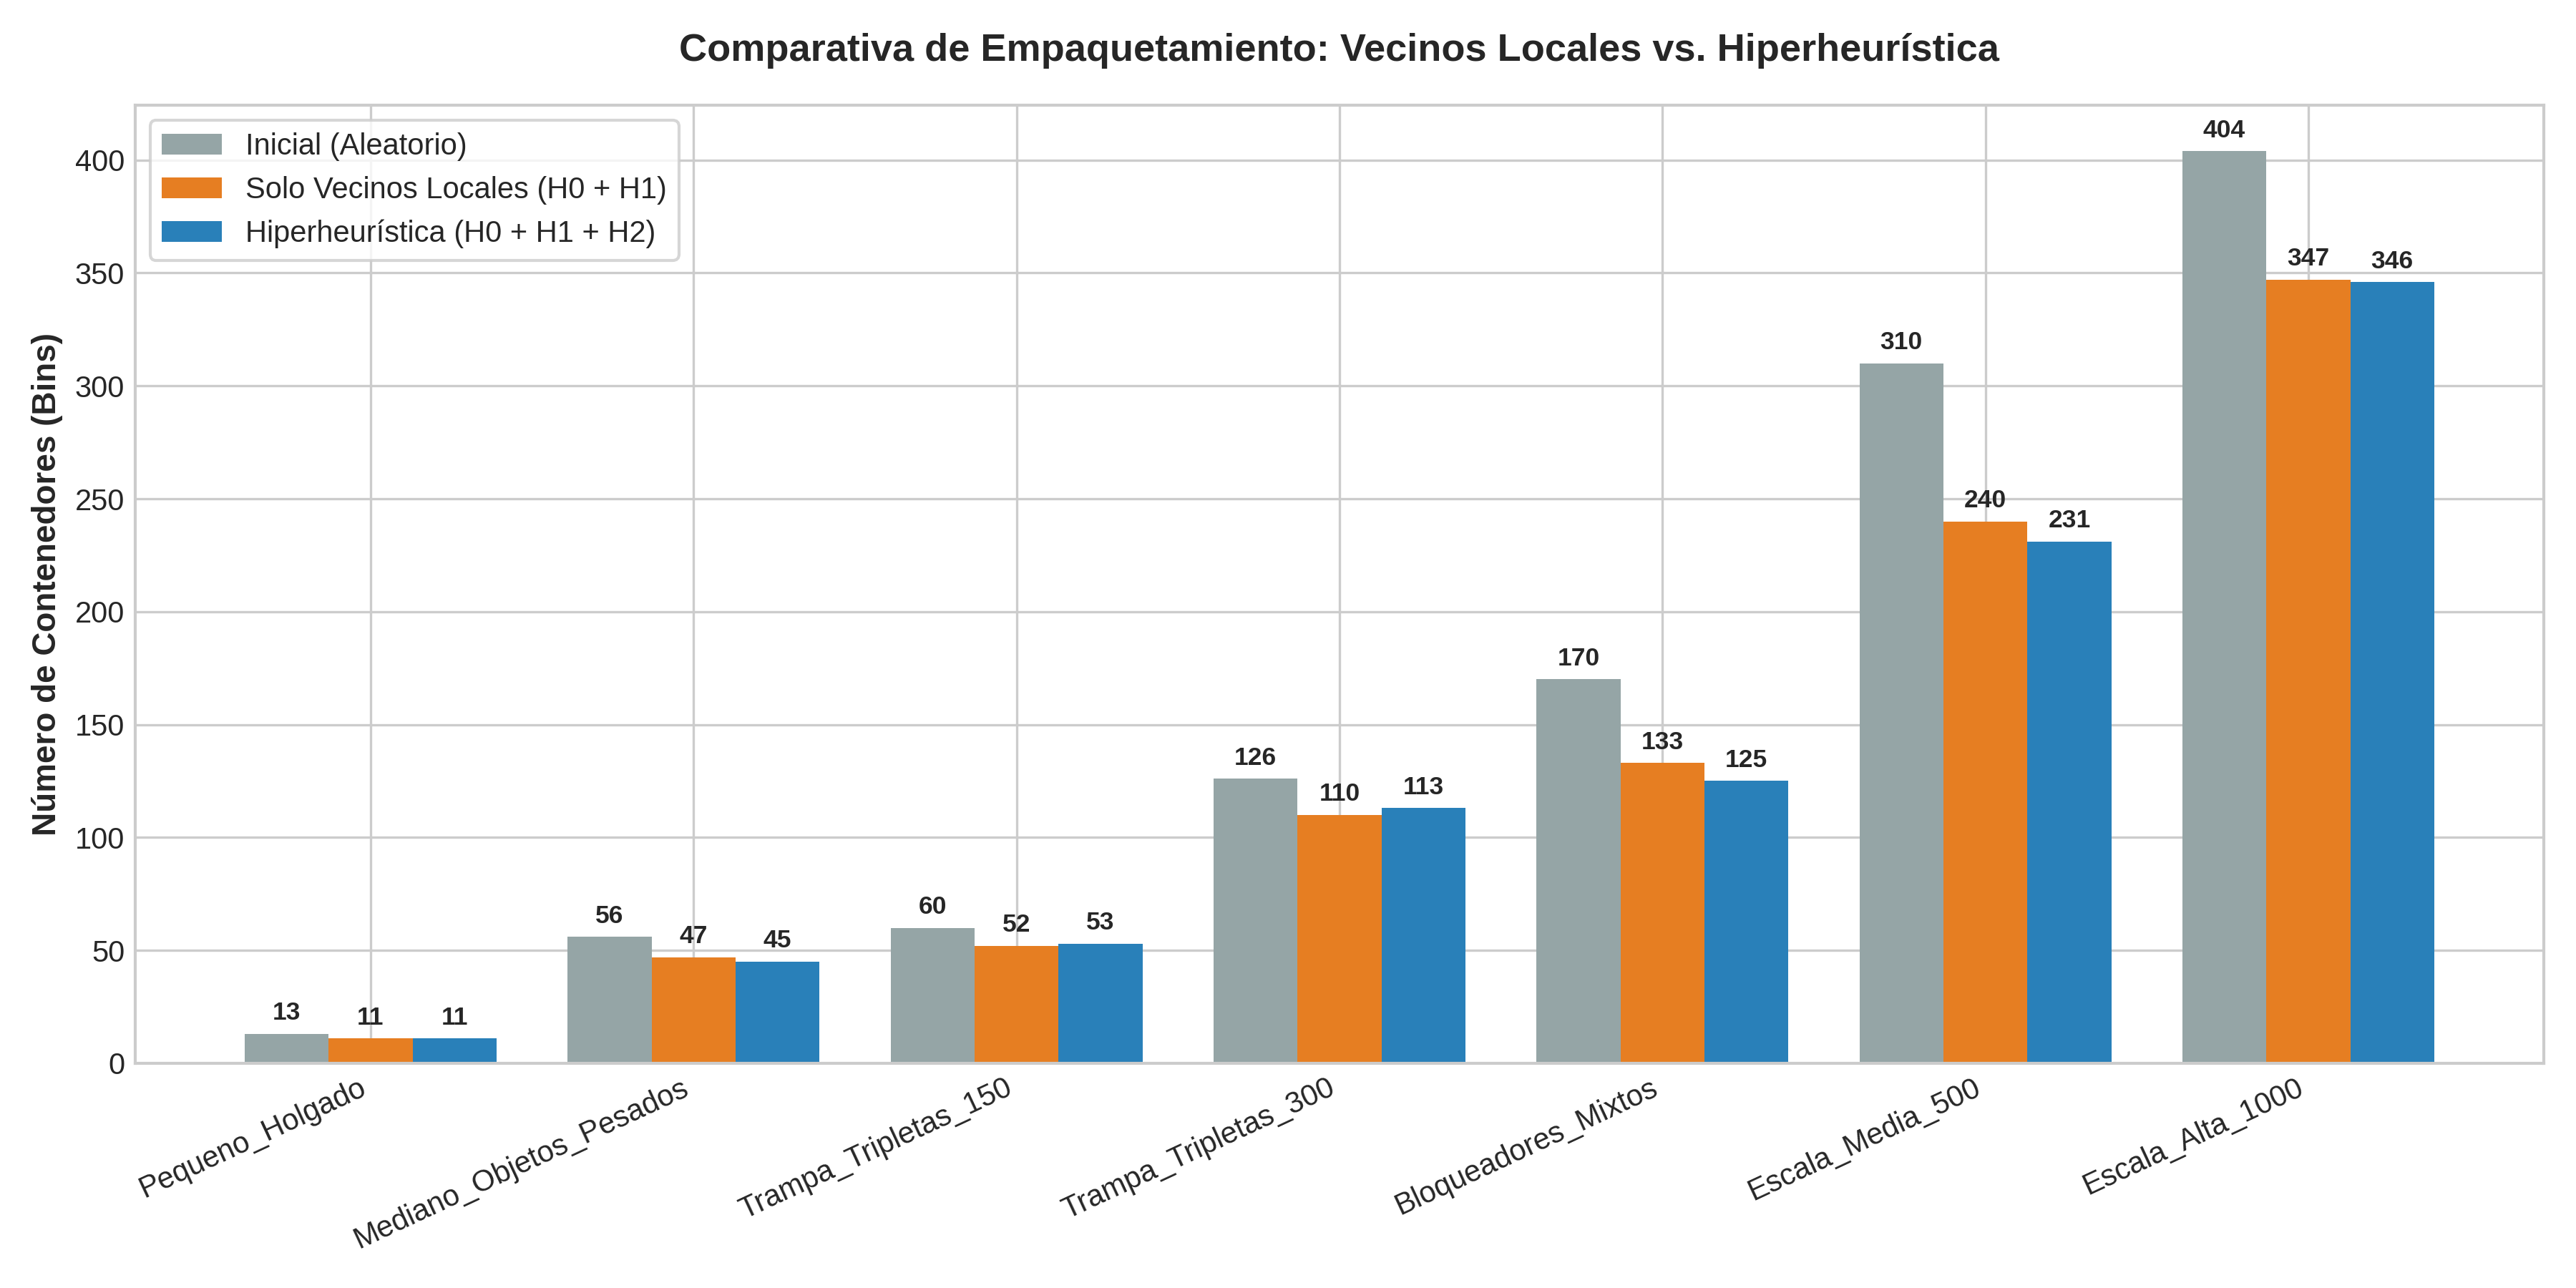 Comparativa de Empaquetamiento: Vecinos Locales vs. Hiperheurística
Inicial (Aleatorio)
Solo Vecinos Locales (H0 + H1)
Hiperheurística (H0 + H1 + H2)
Número de Contenedores (Bins)
400
350
300
250
200
150
100
50
0
13
11
11
56
47
45
60
52
53
126
110
113
170
133
125
310
240
231
404
347
346
Pequeno_Holgado
Mediano_Objetos_Pesados
Trampa_Tripletas_150
Trampa_Tripletas_300
Bloqueadores_Mixtos
Escala_Media_500
Escala_Alta_1000